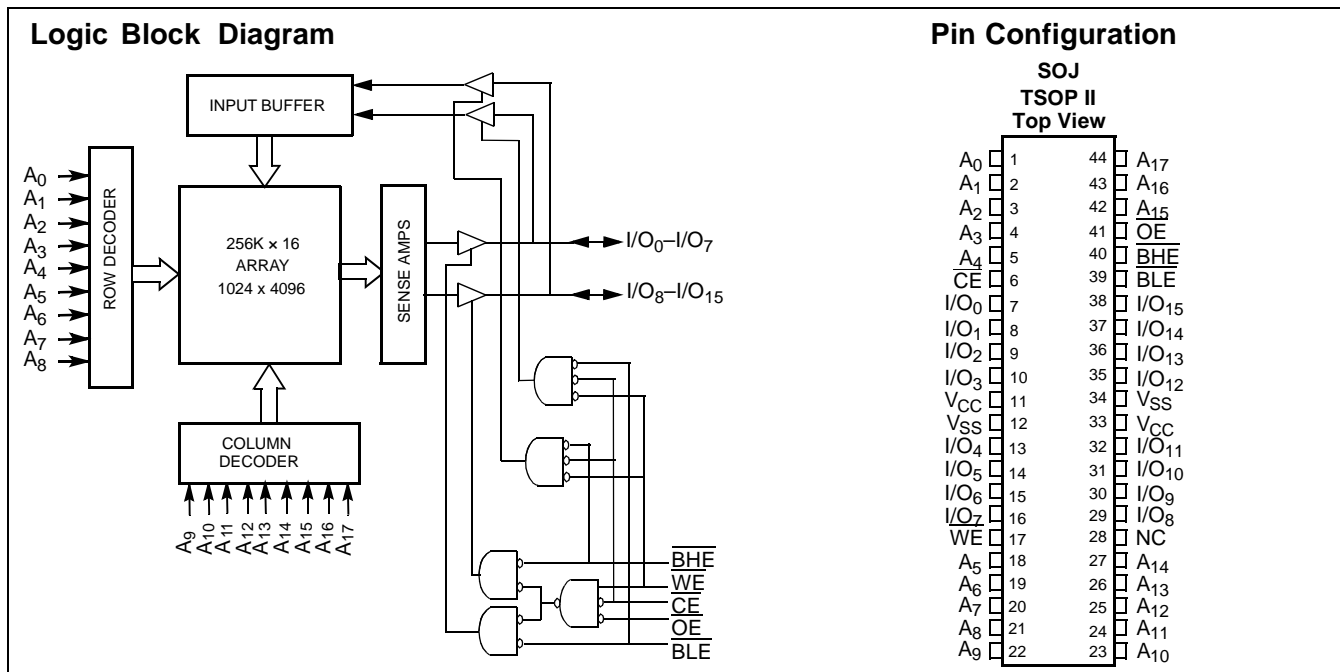 Logic Block Diagram
INPUT BUFFER
A0
A1
A2
A3
A4
A5
A6
A7
A8
ROW DECODER
256K × 16
ARRAY
1024 x 4096
SENSE AMPS
I/O0–I/O7
I/O8–I/O15
COLUMN
DECODER
A9
A10
A11
A12
A13
A14
A15
A16
A17
BHE
WE
CE
OE
BLE
Pin Configuration
SOJ
TSOP II
Top View
A0 1 44 A17
A1 2 43 A16
A2 3 42 A15
A3 4 41 OE
A4 5 40 BHE
CE 6 39 BLE
I/O0 7 38 I/O15
I/O1 8 37 I/O14
I/O2 9 36 I/O13
I/O3 10 35 I/O12
VCC 11 34 VSS
VSS 12 33 VCC
I/O4 13 32 I/O11
I/O5 14 31 I/O10
I/O6 15 30 I/O9
I/O7 16 29 I/O8
WE 17 28 NC
A5 18 27 A14
A6 19 26 A13
A7 20 25 A12
A8 21 24 A11
A9 22 23 A10